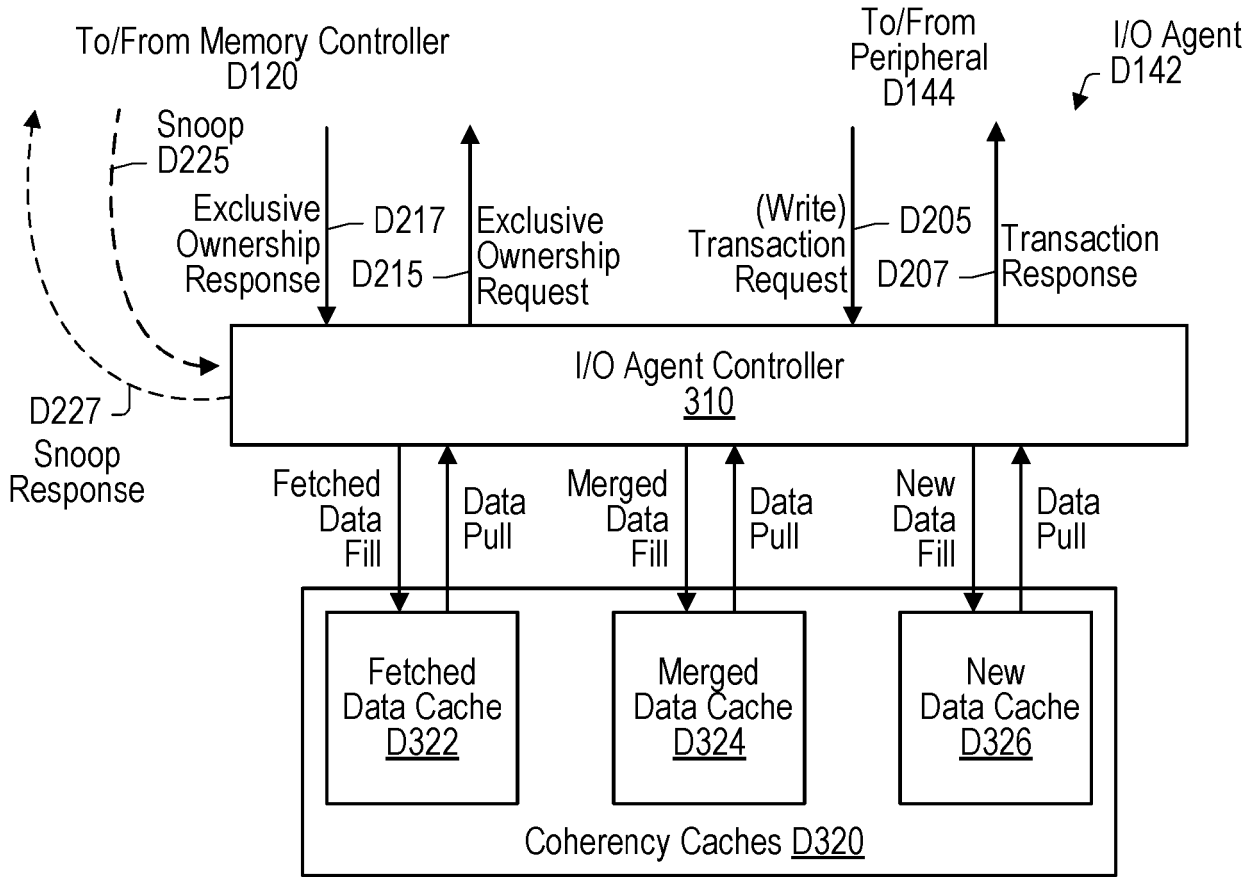 To/From Memory Controller
D120
To/From
Peripheral
D144
I/O Agent
D142
Snoop
D225
Exclusive
Ownership
Response
D217
D215
Exclusive
Ownership
Request
(Write)
Transaction
Request
D205
D207
Transaction
Response
I/O Agent Controller
310
D227
Snoop
Response
Fetched
Data
Fill
Data
Pull
Merged
Data
Fill
Data
Pull
New
Data
Fill
Data
Pull
Fetched
Data Cache
D322
Merged
Data Cache
D324
New
Data Cache
D326
Coherency Caches D320